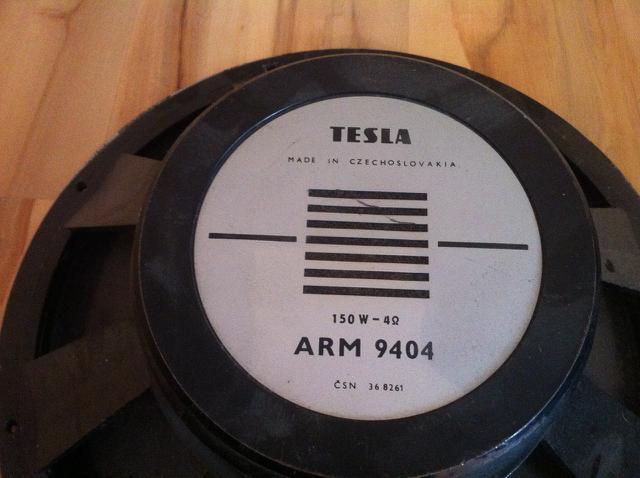 TESLA
MADE IN CZECHOSLOVAKIA
150 W - 4Ω
ARM 9404
ČSN 36 8261